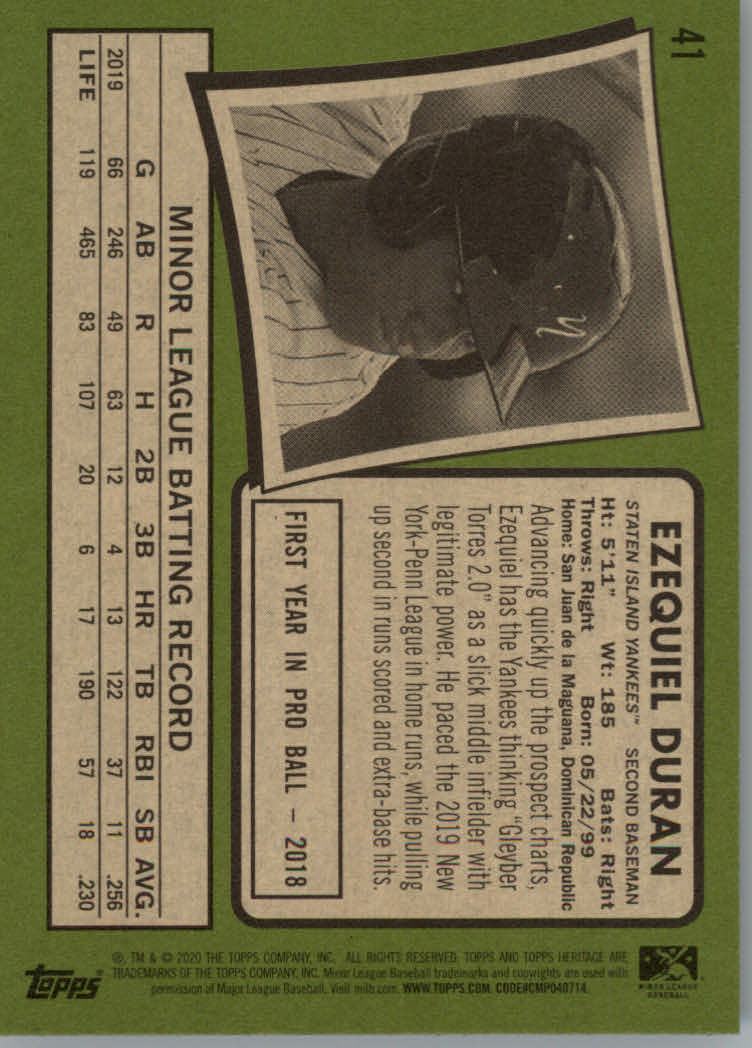 41
EZEQUIEL DURAN
STATEN ISLAND YANKEES™ SECOND BASEMAN
Ht: 5'11" Wt: 185 Bats: Right
Throws: Right Born: 05/22/99
Home: San Juan de la Maguana, Dominican Republic
Advancing quickly up the prospect charts,
Ezequiel has the Yankees thinking "Gleyber
Torres 2.0" as a slick middle infielder with
legitimate power. He paced the 2019 New
York-Penn League in home runs, while pulling
up second in runs scored and extra-base hits.
FIRST YEAR IN PRO BALL – 2018
MINOR LEAGUE BATTING RECORD
G AB R H 2B 3B HR TB RBI SB AVG.
2019 66 246 49 63 12 4 13 122 37 11 .256
LIFE 119 465 83 107 20 6 17 190 57 18 .230
MINOR LEAGUE
BASEBALL
®, TM & © 2020 THE TOPPS COMPANY, INC. ALL RIGHTS RESERVED. TOPPS AND TOPPS HERITAGE ARE
TRADEMARKS OF THE TOPPS COMPANY, INC. Minor League Baseball trademarks and copyrights are used with
permission of Major League Baseball. Visit milb.com. WWW.TOPPS.COM. CODE#CMP040714.
topps®